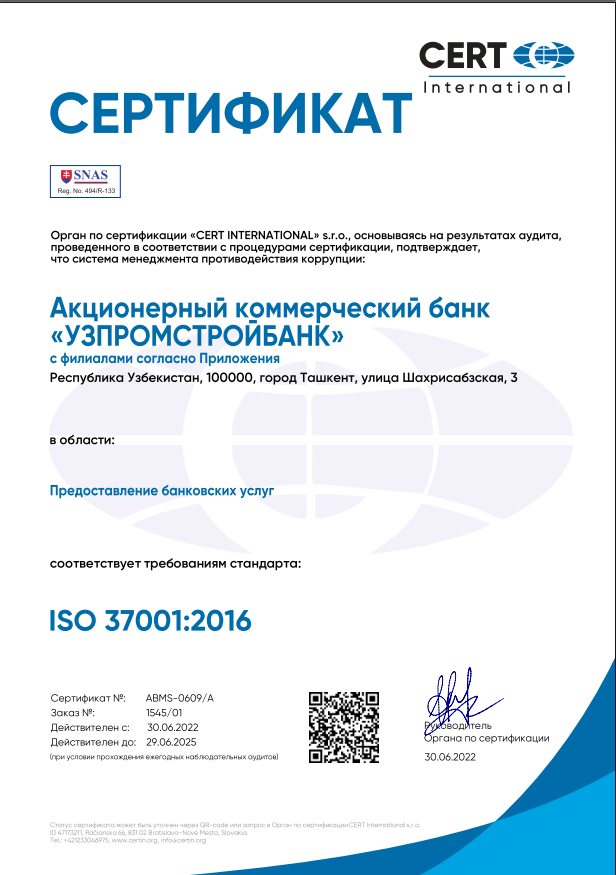 CERT
International
СЕРТИФИКАТ
SNAS
Reg. No. 494/R-133
Орган по сертификации «CERT INTERNATIONAL» s.r.o., основываясь на результатах аудита,
проведенного в соответствии с процедурами сертификации, подтверждает,
что система менеджмента противодействия коррупции:
Акционерный коммерческий банк
«УЗПРОМСТРОЙБАНК»
с филиалами согласно Приложения
Республика Узбекистан, 100000, город Ташкент, улица Шахрисабзская, 3
в области:
Предоставление банковских услуг
соответствует требованиям стандарта:
ISO 37001:2016
Сертификат №: ABMS-0609/A
Заказ №: 1545/01
Действителен с: 30.06.2022
Действителен до: 29.06.2025
(при условии прохождения ежегодных наблюдательных аудитов)
Руководитель
Органа по сертификации
30.06.2022
Статус сертификата может быть уточнен через QR-code или запрос в Орган по сертификации CERT International s.r.o.
ID 47173211, Račianska 66, 831 02 Bratislava-Nové Mesto, Slovakia.
Tel.: +421233046975, www.certin.org, info@certin.org